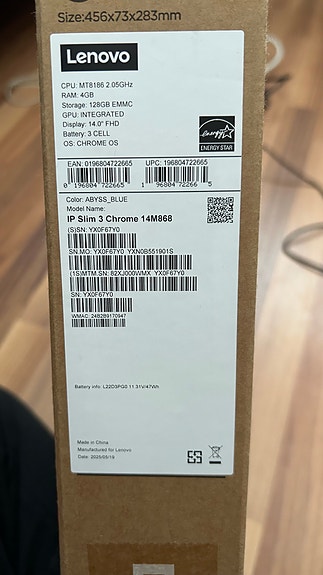 Size:456x73x283mm
Lenovo
CPU: MT8186 2.05GHz
RAM: 4GB
Storage: 128GB EMMC
GPU: INTEGRATED
Display: 14.0" FHD
Battery: 3 CELL
OS: CHROME OS
energy
ENERGY STAR
EAN: 0196804722665 UPC: 196804722665
0 196804 722665 1 96804 72266 5
Color: ABYSS_BLUE
Model Name:
IP Slim 3 Chrome 14M868
(S)SN: YX0F67Y0
SN.MO: YX0F67Y0 YXN0B551901S
(1S)MTM.SN: 82XJ000WMX YX0F67Y0
SN: YX0F67Y0
WMAC: 24B2B9170947
Battery info: L22D3PG0 11.31V/47Wh
Made in China
Manufactured for Lenovo
Date: 2025/05/19